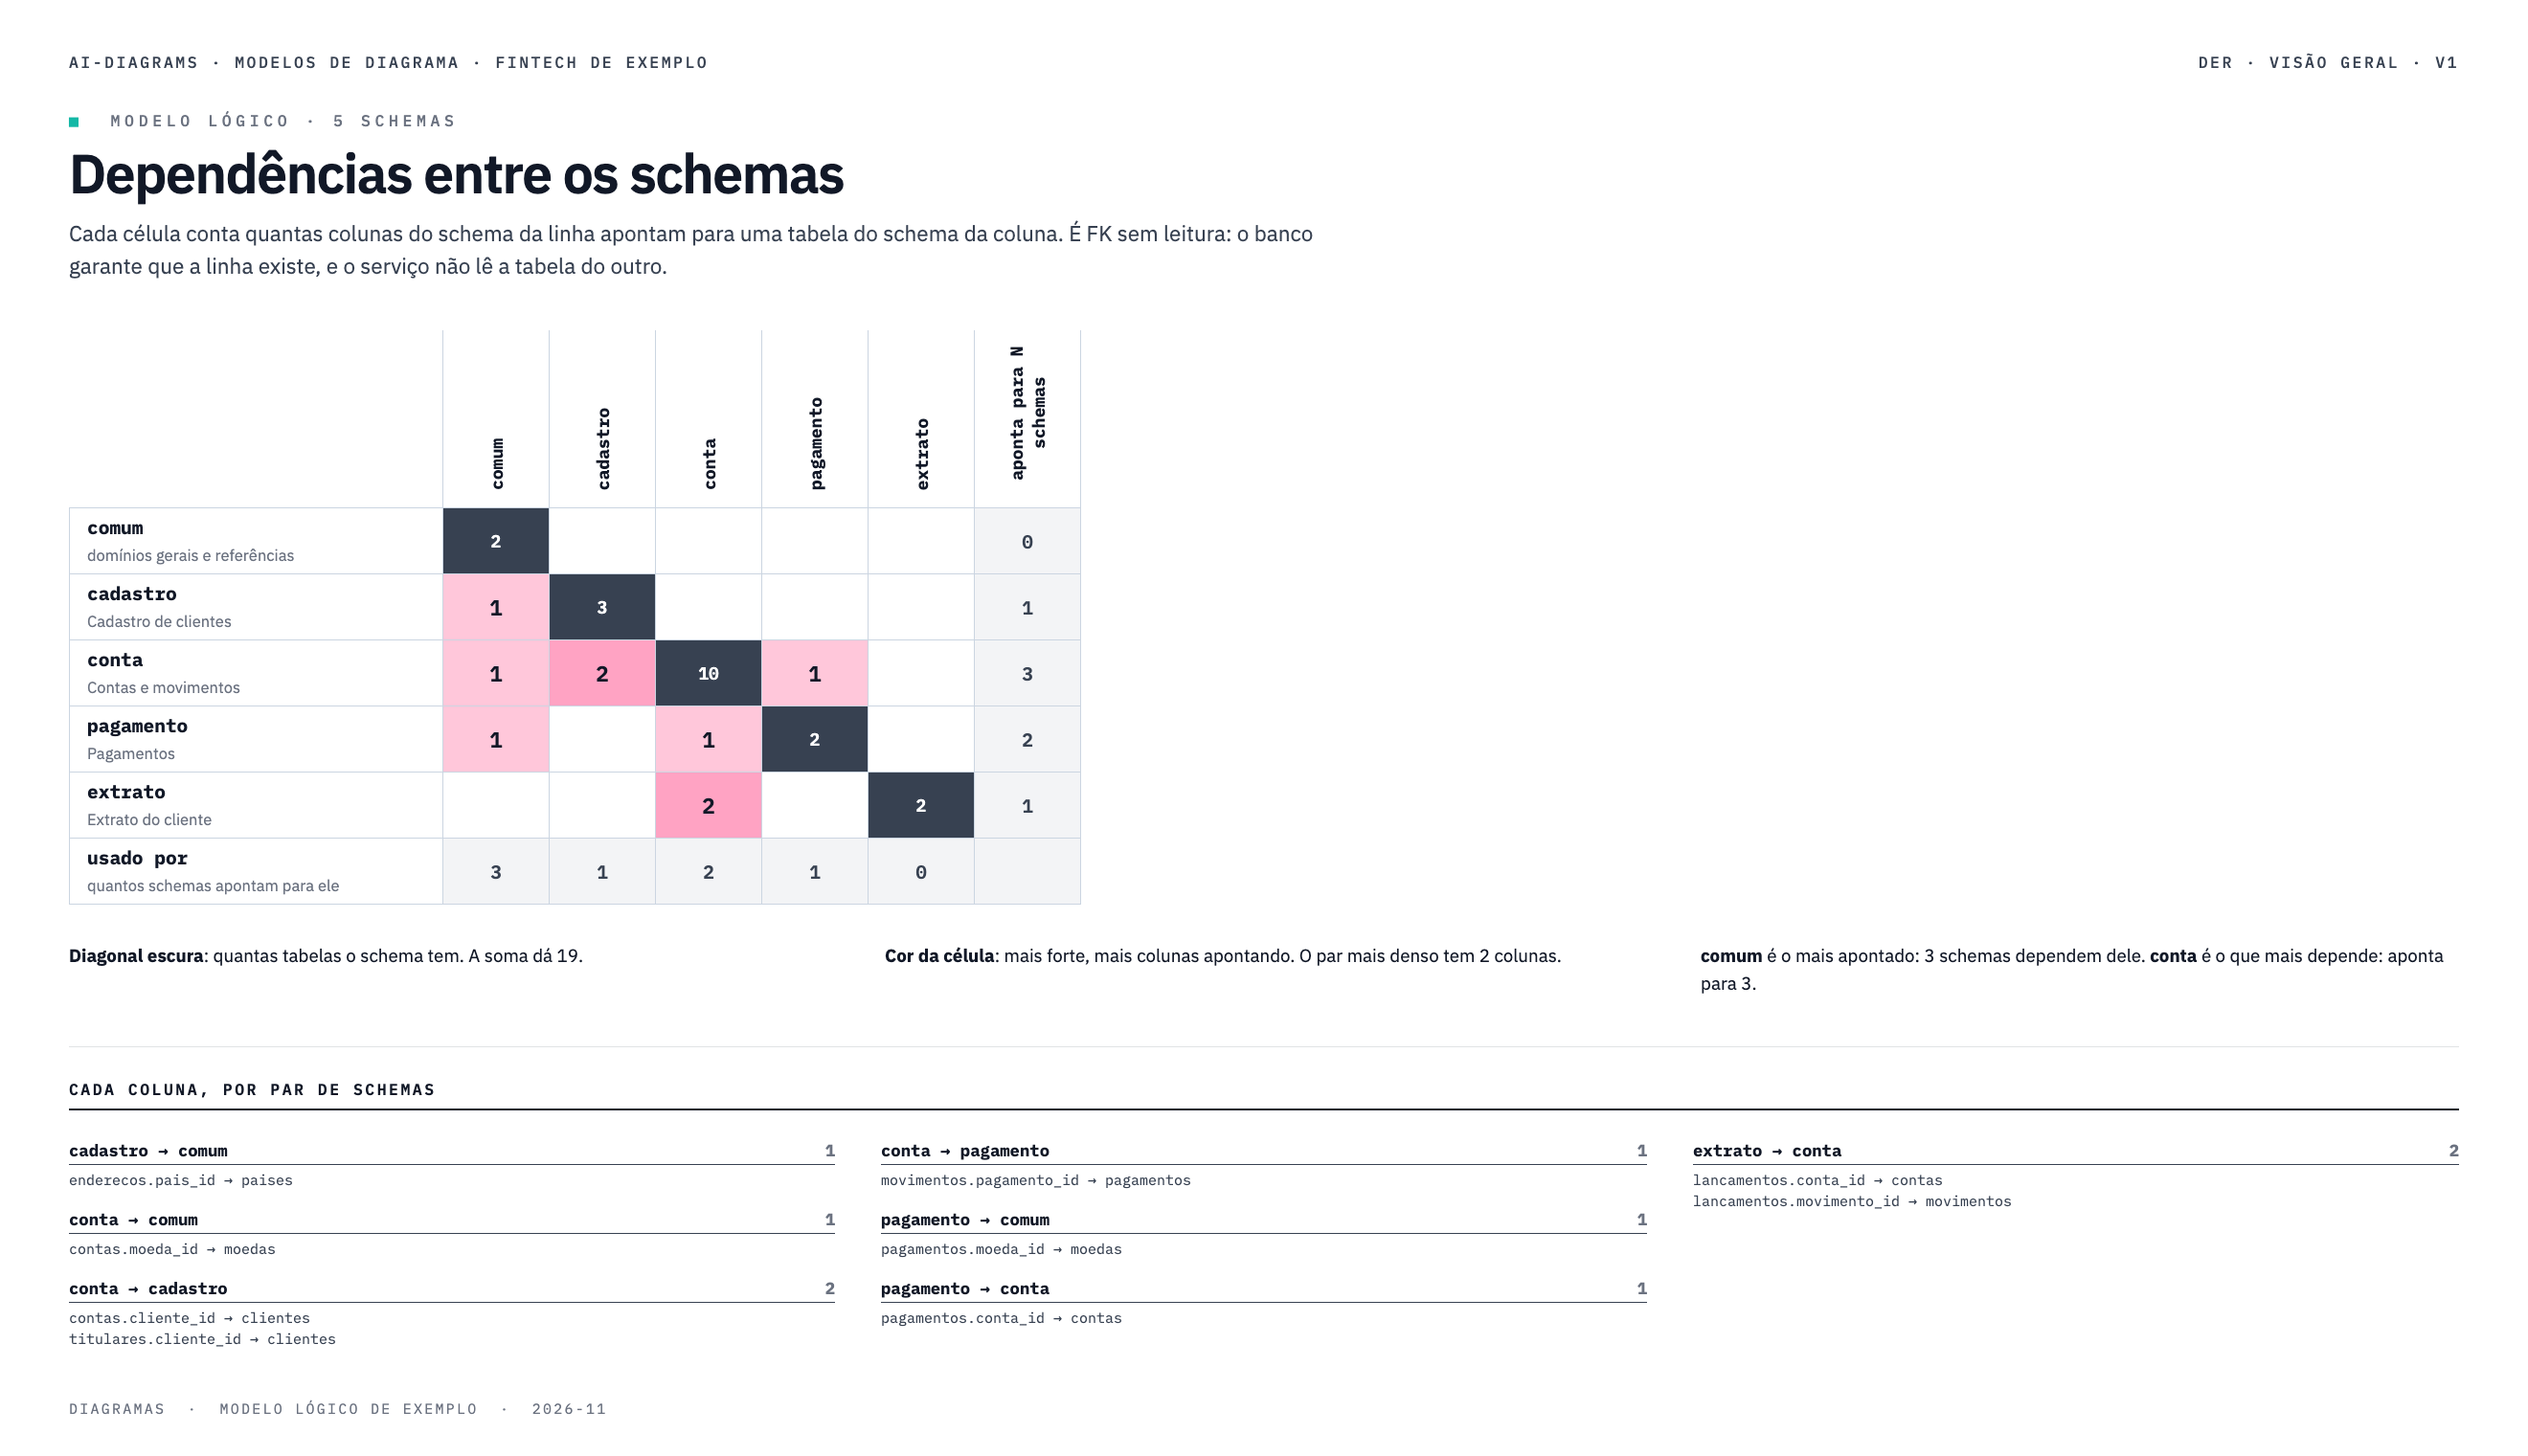 AI-DIAGRAMS · MODELOS DE DIAGRAMA · FINTECH DE EXEMPLO
DER · VISÃO GERAL · V1
MODELO LÓGICO · 5 SCHEMAS
Dependências entre os schemas
Cada célula conta quantas colunas do schema da linha apontam para uma tabela do schema da coluna. É FK sem leitura: o banco
garante que a linha existe, e o serviço não lê a tabela do outro.
comum
cadastro
conta
pagamento
extrato
aponta para N
schemas
comum
domínios gerais e referências
2
0
cadastro
Cadastro de clientes
1
3
1
conta
Contas e movimentos
1
2
10
1
3
pagamento
Pagamentos
1
1
2
2
extrato
Extrato do cliente
2
2
1
usado por
quantos schemas apontam para ele
3
1
2
1
0
Diagonal escura: quantas tabelas o schema tem. A soma dá 19.
Cor da célula: mais forte, mais colunas apontando. O par mais denso tem 2 colunas.
comum é o mais apontado: 3 schemas dependem dele. conta é o que mais depende: aponta
para 3.
CADA COLUNA, POR PAR DE SCHEMAS
cadastro → comum 1
enderecos.pais_id → paises
conta → comum 1
contas.moeda_id → moedas
conta → cadastro 2
contas.cliente_id → clientes
titulares.cliente_id → clientes
conta → pagamento 1
movimentos.pagamento_id → pagamentos
pagamento → comum 1
pagamentos.moeda_id → moedas
pagamento → conta 1
pagamentos.conta_id → contas
extrato → conta 2
lancamentos.conta_id → contas
lancamentos.movimento_id → movimentos
DIAGRAMAS · MODELO LÓGICO DE EXEMPLO · 2026-11